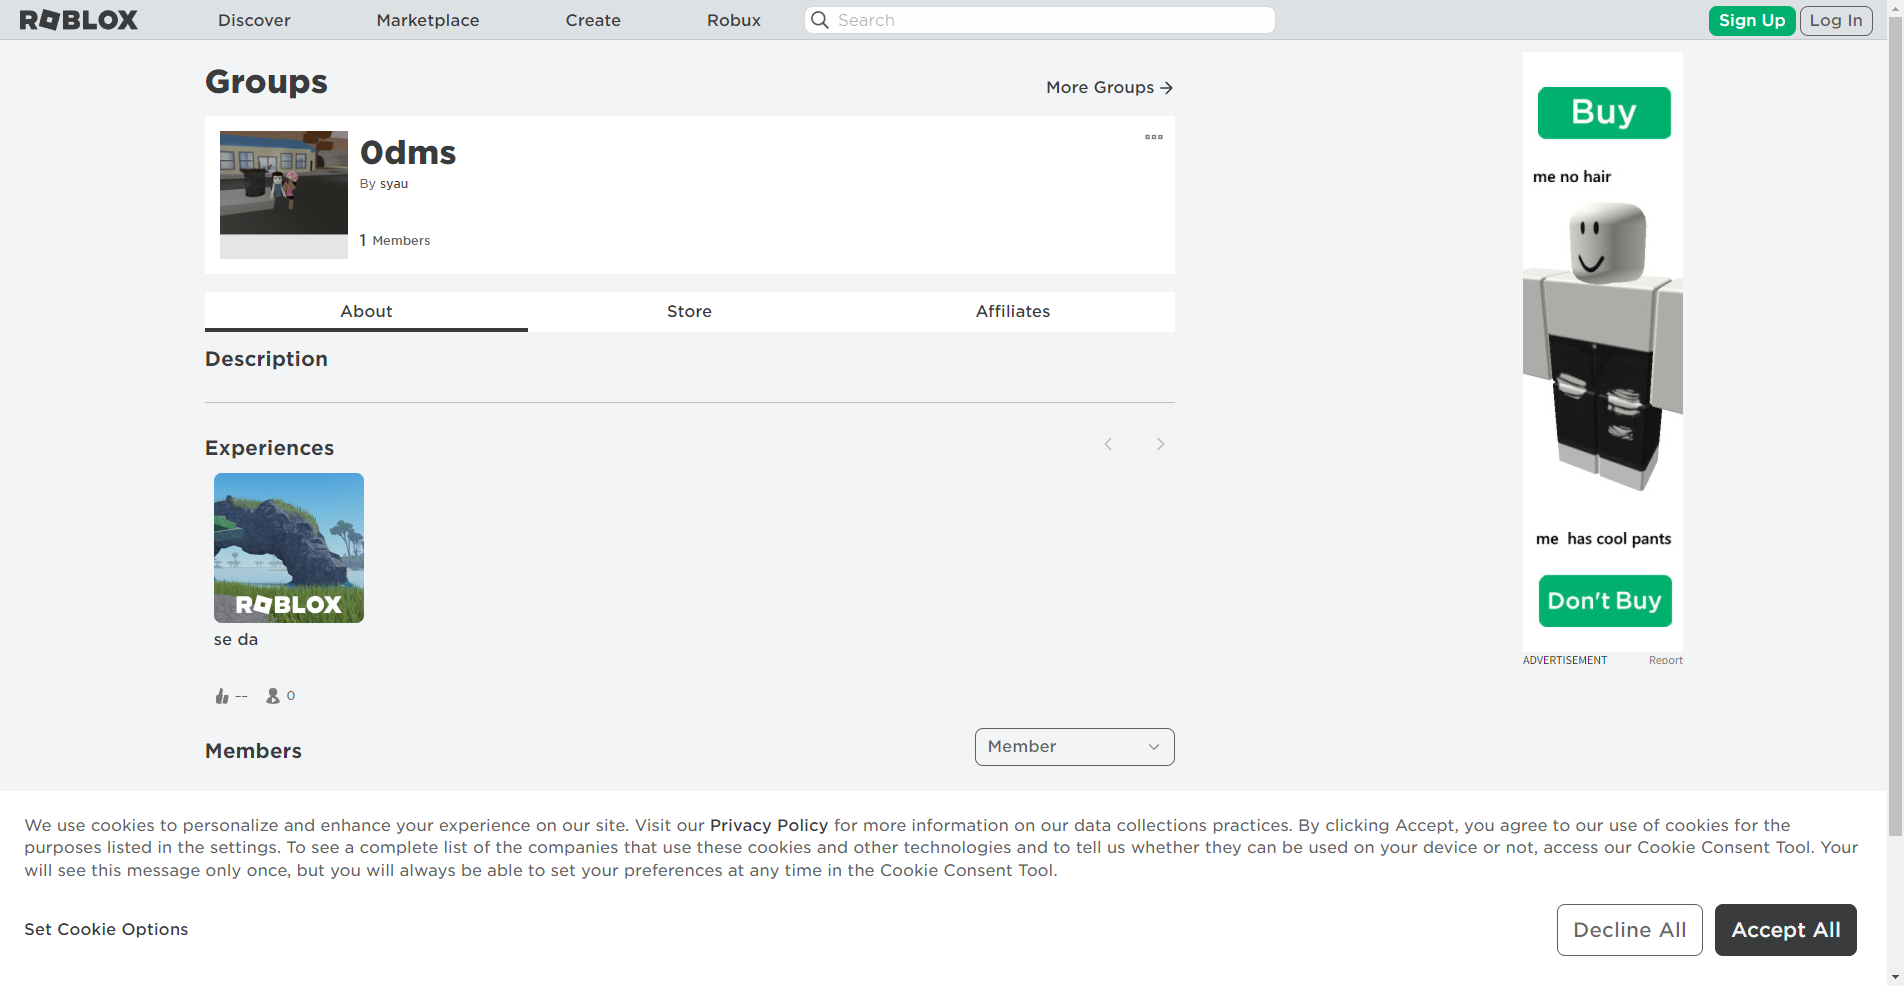 ROBLOX
Discover
Marketplace
Create
Robux
Search
Sign Up
Log In
Groups
More Groups
0dms
By syau
1 Members
About
Store
Affiliates
Description
Experiences
ROBLOX
se da
-- 0
Members
Member
Buy
me no hair
me has cool pants
Don't Buy
ADVERTISEMENT
Report
We use cookies to personalize and enhance your experience on our site. Visit our Privacy Policy for more information on our data collections practices. By clicking Accept, you agree to our use of cookies for the
purposes listed in the settings. To see a complete list of the companies that use these cookies and other technologies and to tell us whether they can be used on your device or not, access our Cookie Consent Tool. Your
will see this message only once, but you will always be able to set your preferences at any time in the Cookie Consent Tool.
Set Cookie Options
Decline All
Accept All